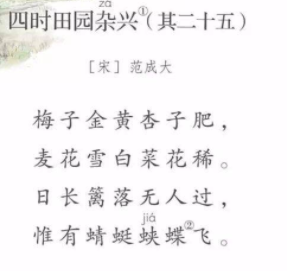 zá
四时田园杂兴①(其二十五)
[宋]范成大
梅子金黄杏子肥，
麦花雪白菜花稀。
日长篱落无人过，
jiá
惟有蜻蜓蛱蝶②飞。